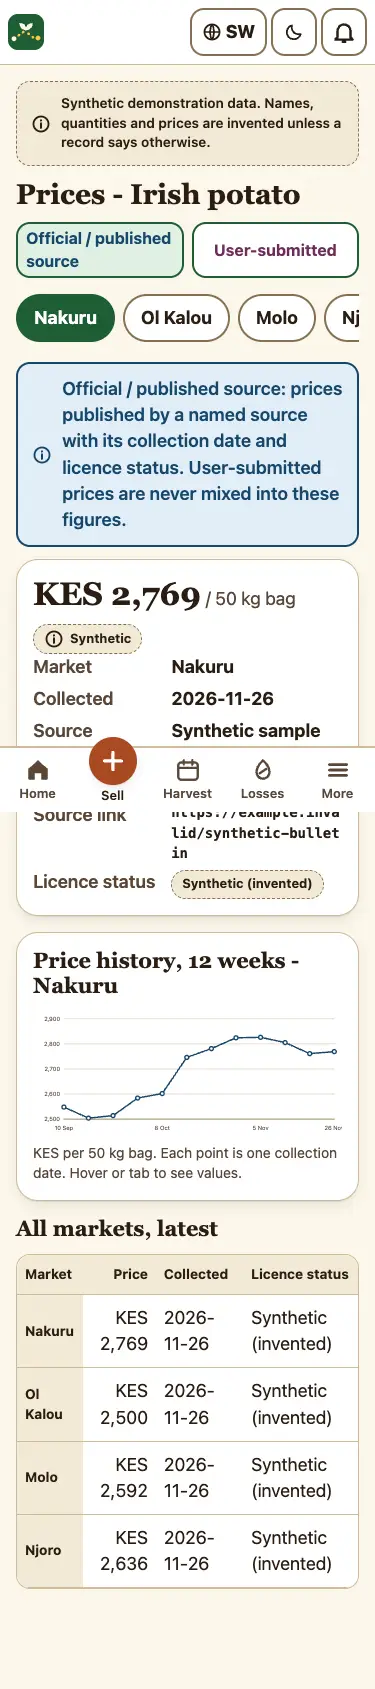 SW
Synthetic demonstration data. Names,
quantities and prices are invented unless a
record says otherwise.
Prices - Irish potato
Official / published
source
User-submitted
Nakuru
Ol Kalou
Molo
Nj
Official / published source: prices
published by a named source
with its collection date and
licence status. User-submitted
prices are never mixed into these
figures.
KES 2,769 / 50 kg bag
Synthetic
Market Nakuru
Collected 2026-11-26
Source Synthetic sample
Home
Sell
Harvest
Losses
More
Source link https://example.inva
lid/synthetic-bullet
in
Licence status Synthetic (invented)
Price history, 12 weeks -
Nakuru
2,900
2,800
2,700
2,600
2,500
10 Sep
8 Oct
5 Nov
26 Nov
KES per 50 kg bag. Each point is one collection
date. Hover or tab to see values.
All markets, latest
Market Price Collected Licence status
Nakuru KES 2,769 2026-11-26 Synthetic (invented)
Ol Kalou KES 2,500 2026-11-26 Synthetic (invented)
Molo KES 2,592 2026-11-26 Synthetic (invented)
Njoro KES 2,636 2026-11-26 Synthetic (invented)